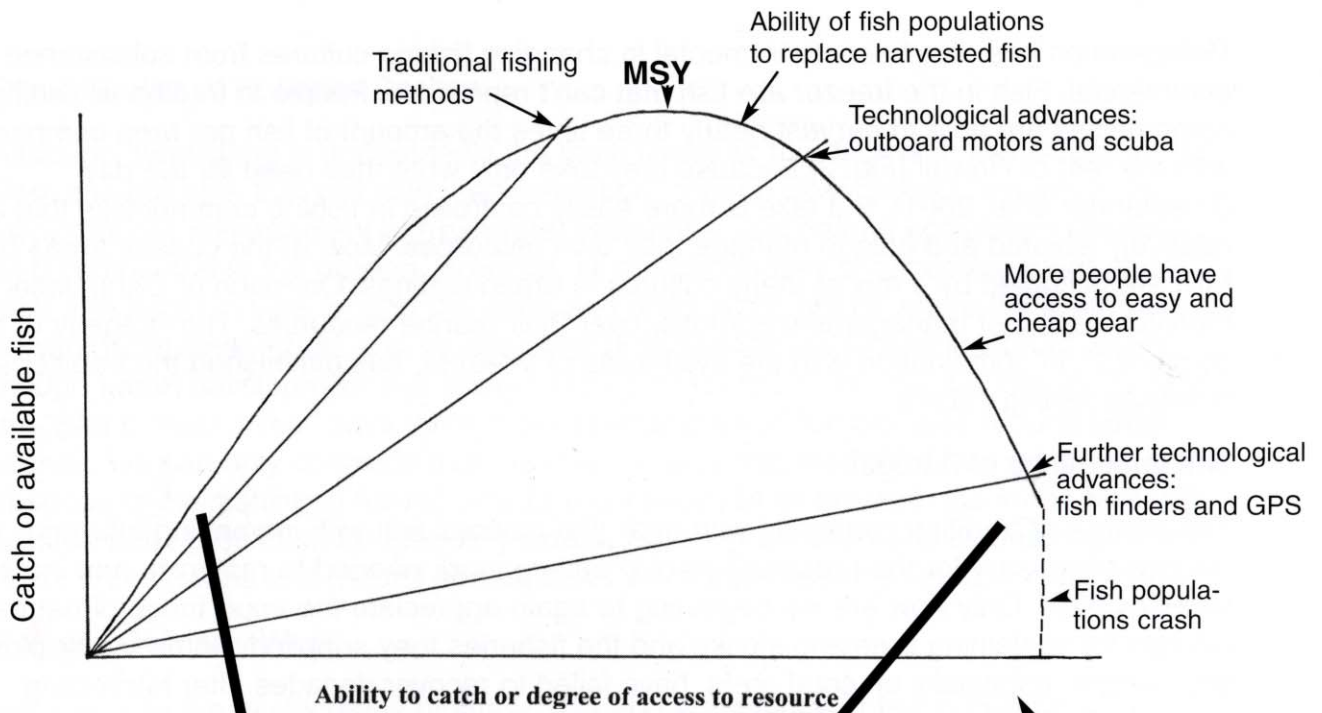 Ability of fish populations
to replace harvested fish
Traditional fishing
methods
MSY
Technological advances:
outboard motors and scuba
More people have
access to easy and
cheap gear
Further technological
advances:
fish finders and GPS
Fish popula-
tions crash
Catch or available fish
Ability to catch or degree of access to resource